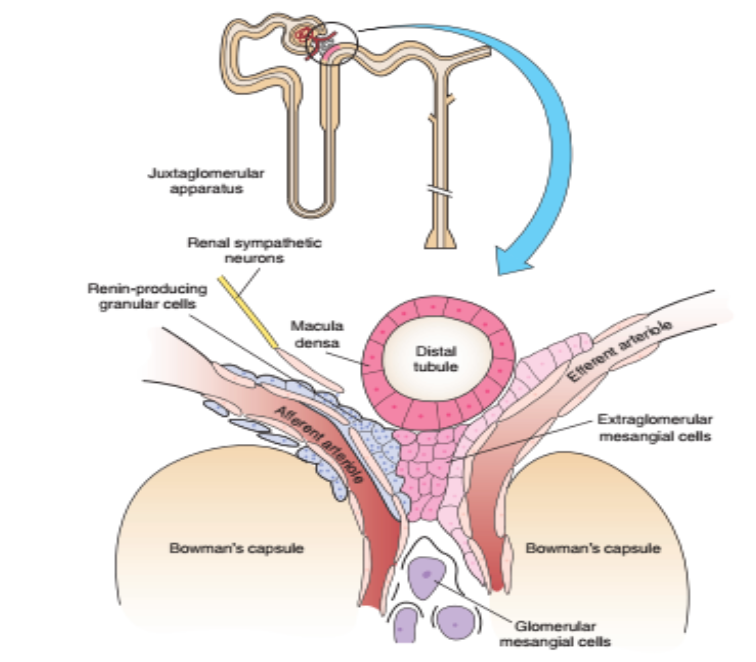 Juxtaglomerular
apparatus
Renal sympathetic
neurons
Renin-producing
granular cells
Macula
densa
Distal
tubule
Efferent arteriole
Afferent arteriole
Extraglomerular
mesangial cells
Bowman's capsule
Bowman's capsule
Glomerular
mesangial cells